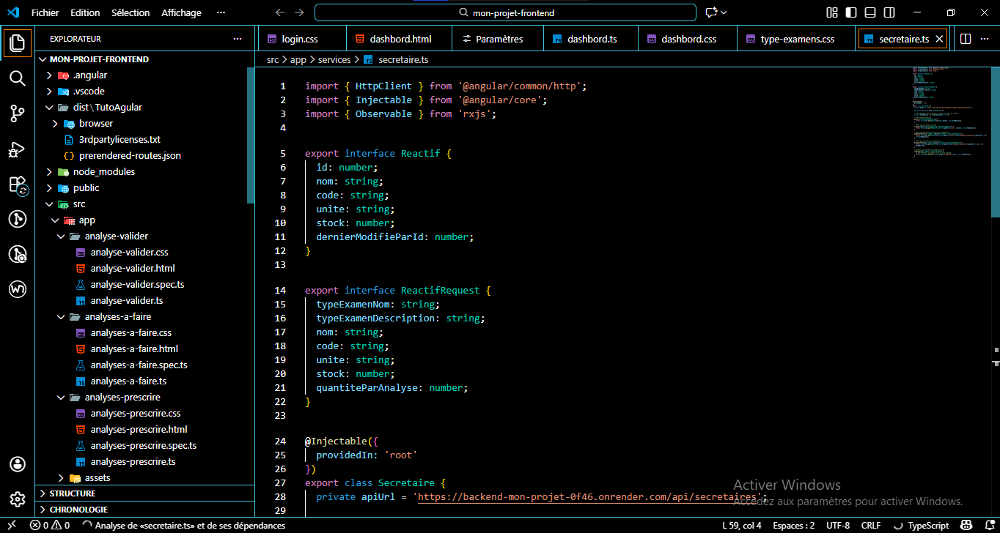 Fichier Edition Sélection Affichage ··· mon-projet-frontend
EXPLORATEUR ···
login.css dashbord.html Paramètres dashbord.ts dashbord.css type-examens.css secretaire.ts ···
src > app > services > secretaire.ts
MON-PROJET-FRONTEND
.angular
.vscode
dist \ TutoAgular
browser
3rdpartylicenses.txt
prerendered-routes.json
node_modules
public
src
app
analyse-valider
analyse-valider.css
analyse-valider.html
analyse-valider.spec.ts
analyse-valider.ts
analyses-a-faire
analyses-a-faire.css
analyses-a-faire.html
analyses-a-faire.spec.ts
analyses-a-faire.ts
analyses-prescrire
analyses-prescrire.css
analyses-prescrire.html
analyses-prescrire.spec.ts
analyses-prescrire.ts
assets
STRUCTURE
CHRONOLOGIE
1 import { HttpClient } from '@angular/common/http';
2 import { Injectable } from '@angular/core';
3 import { Observable } from 'rxjs';
4
5 export interface Reactif {
6 id: number;
7 nom: string;
8 code: string;
9 unite: string;
10 stock: number;
11 dernierModifieParId: number;
12 }
13
14 export interface ReactifRequest {
15 typeExamenNom: string;
16 typeExamenDescription: string;
17 nom: string;
18 code: string;
19 unite: string;
20 stock: number;
21 quantiteParAnalyse: number;
22 }
23
24 @Injectable({
25 providedIn: 'root'
26 })
27 export class Secretaire {
28 private apiUrl = 'https://backend-mon-projet-0f46.onrender.com/api/secretaires';
29
Activer Windows
Accédez aux paramètres pour activer Windows.
0 0 Analyse de «secretaire.ts» et de ses dépendances L 59, col 4 Espaces : 2 UTF-8 CRLF TypeScript